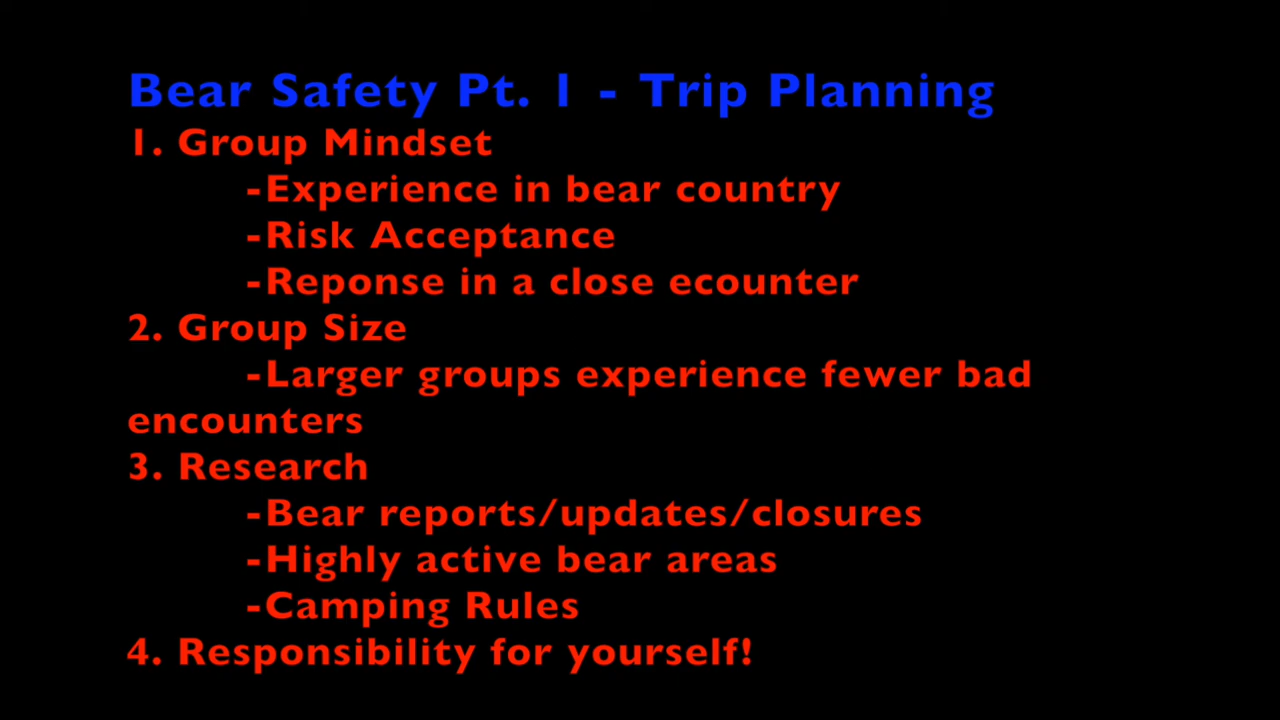 Bear Safety Pt. 1 - Trip Planning
1. Group Mindset
-Experience in bear country
-Risk Acceptance
-Reponse in a close ecounter
2. Group Size
-Larger groups experience fewer bad
encounters
3. Research
-Bear reports/updates/closures
-Highly active bear areas
-Camping Rules
4. Responsibility for yourself!